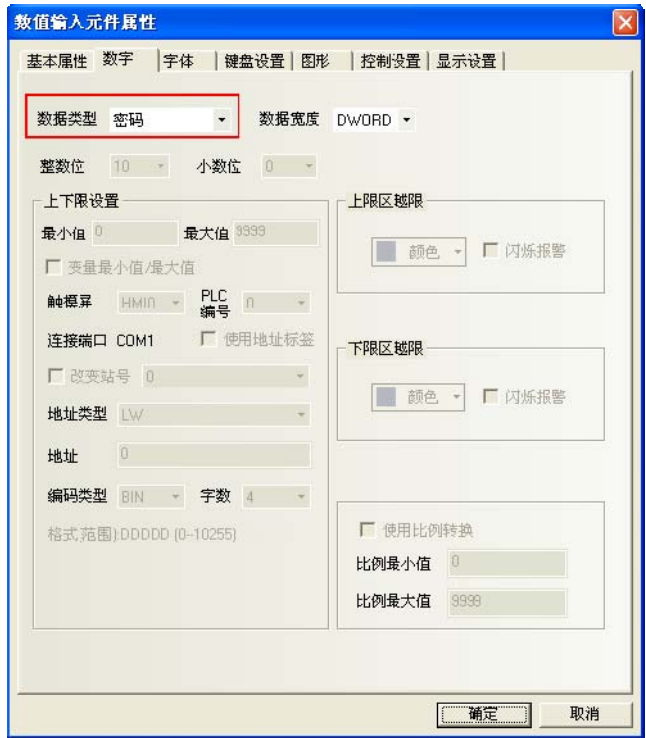 数值输入元件属性
基本属性 数字 字体 键盘设置 图形 控制设置 显示设置
数据类型 密码 数据宽度 DWORD
整数位 10 小数位 0
上下限设置
最小值 0 最大值 9999
变量最小值/最大值
触模屏 HMI0 PLC编号 0
连接端口 COM1 使用地址标签
改变站号 0
地址类型 LW
地址 0
编码类型 BIN 字数 4
格式(范围):DDDDD (0--10255)
上限区越限
颜色 闪烁报警
下限区越限
颜色 闪烁报警
使用比例转换
比例最小值 0
比例最大值 9999
确定 取消